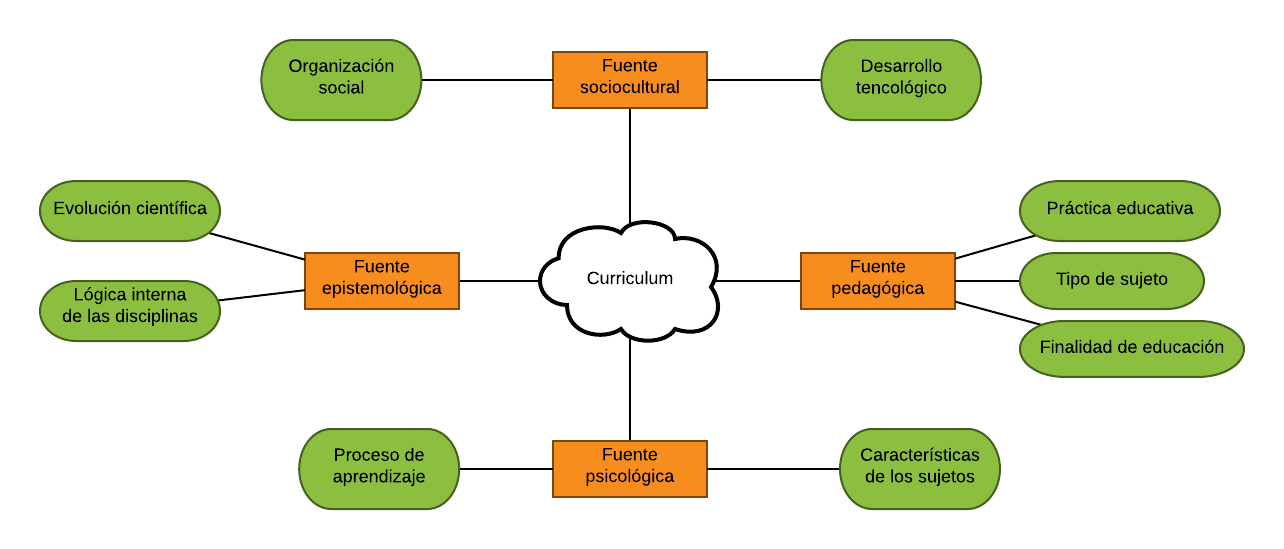 Organización
social
Fuente
sociocultural
Desarrollo
tencológico
Evolución científica
Lógica interna
de las disciplinas
Fuente
epistemológica
Curriculum
Fuente
pedagógica
Práctica educativa
Tipo de sujeto
Finalidad de educación
Proceso de
aprendizaje
Fuente
psicológica
Características
de los sujetos